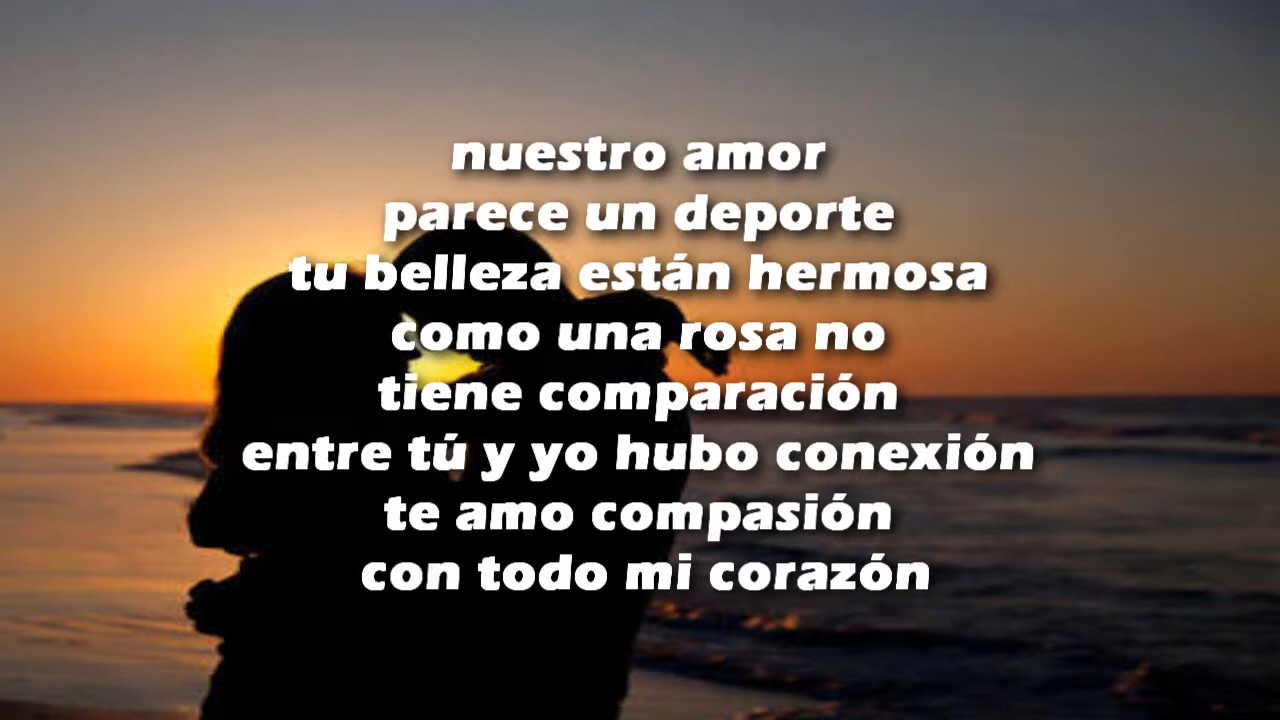 nuestro amor
parece un deporte
tu belleza están hermosa
como una rosa no
tiene comparación
entre tú y yo hubo conexión
te amo compasión
con todo mi corazón